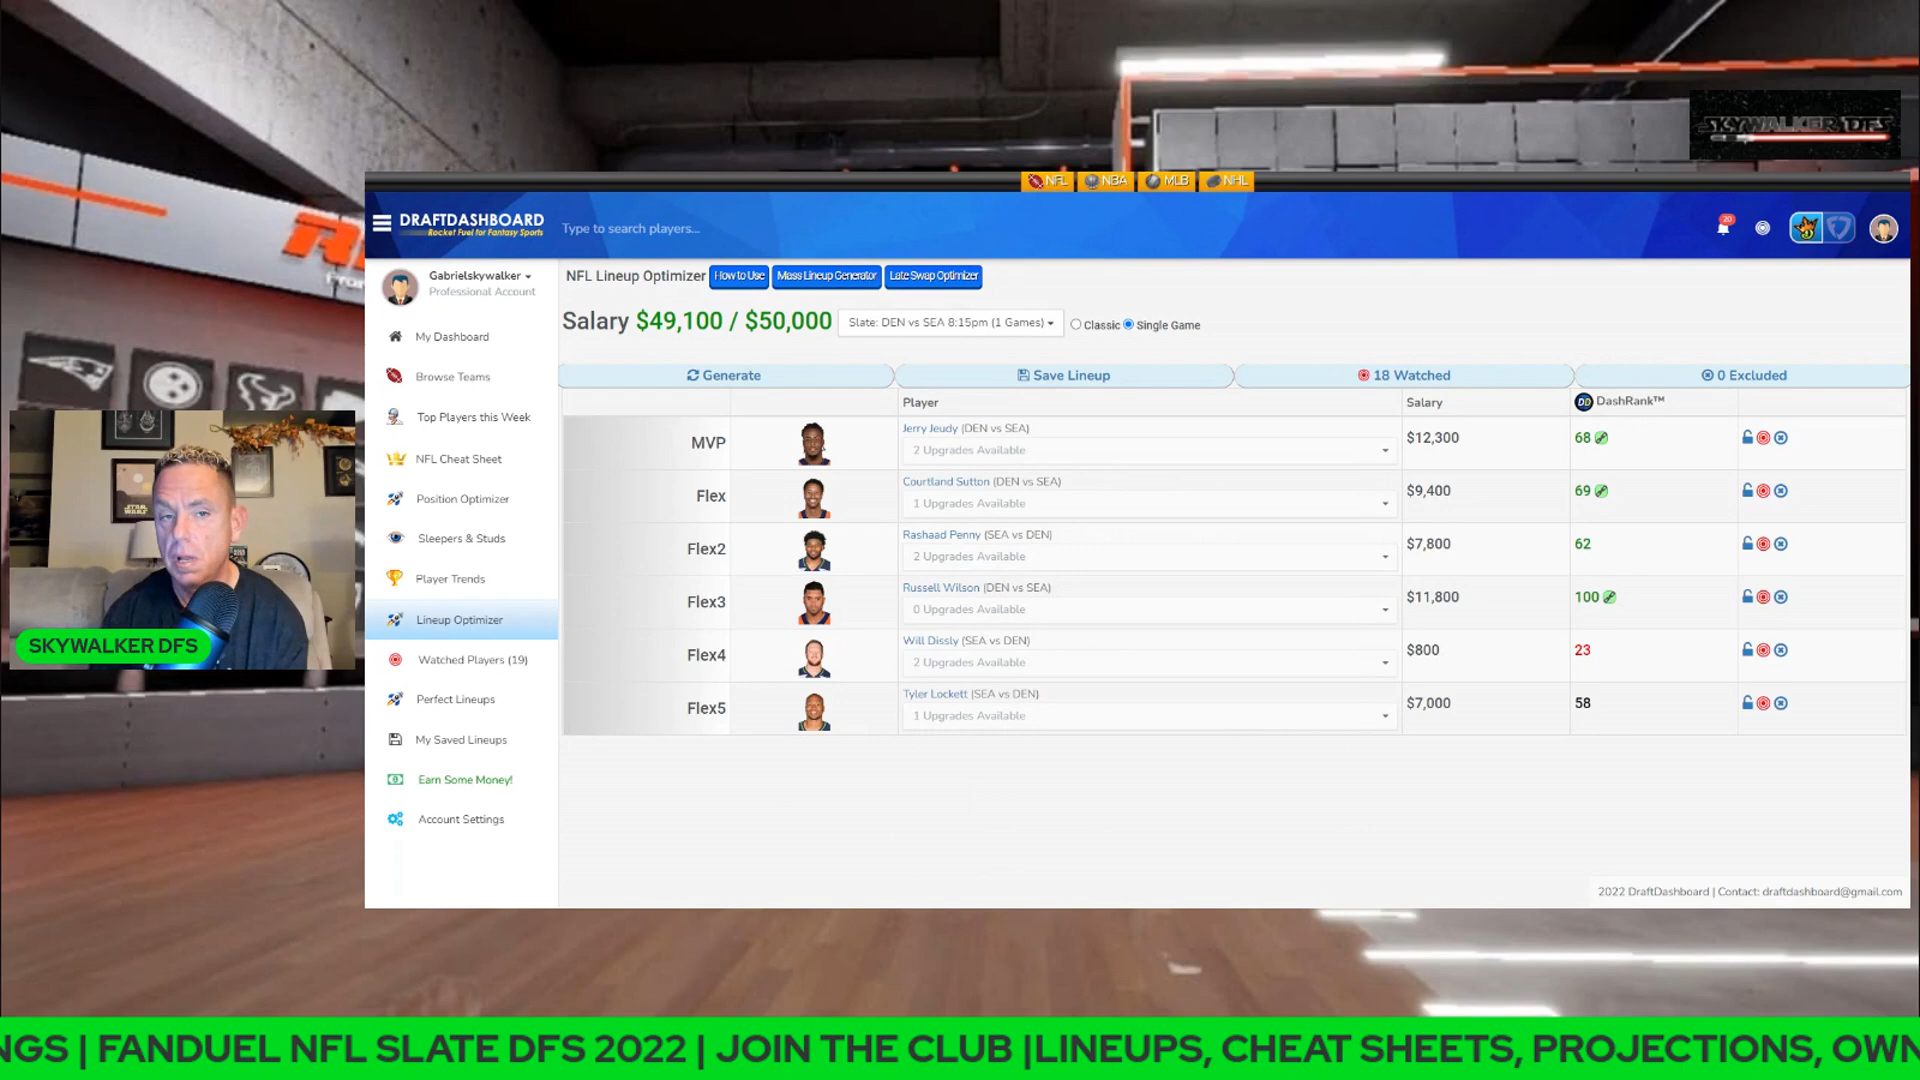 SKYWALKER DFS
NFL NBA MLB NHL
DRAFTDASHBOARD
Rocket Fuel for Fantasy Sports
Type to search players...
20
Gabrielskywalker
Professional Account
My Dashboard
Browse Teams
Top Players this Week
NFL Cheat Sheet
Position Optimizer
Sleepers & Studs
Player Trends
Lineup Optimizer
Watched Players (19)
Perfect Lineups
My Saved Lineups
Earn Some Money!
Account Settings
NFL Lineup Optimizer How to Use Mass Lineup Generator Late Swap Optimizer
Salary $49,100 / $50,000 Slate: DEN vs SEA 8:15pm (1 Games) Classic Single Game
Generate Save Lineup 18 Watched 0 Excluded
Player Salary DD DashRank™
MVP Jerry Jeudy (DEN vs SEA) $12,300 68
2 Upgrades Available
Flex Courtland Sutton (DEN vs SEA) $9,400 69
1 Upgrades Available
Flex2 Rashaad Penny (SEA vs DEN) $7,800 62
2 Upgrades Available
Flex3 Russell Wilson (DEN vs SEA) $11,800 100
0 Upgrades Available
Flex4 Will Dissly (SEA vs DEN) $800 23
2 Upgrades Available
Flex5 Tyler Lockett (SEA vs DEN) $7,000 58
1 Upgrades Available
2022 DraftDashboard | Contact: draftdashboard@gmail.com
STAR WARS
SKYWALKER DFS
NGS | FANDUEL NFL SLATE DFS 2022 | JOIN THE CLUB |LINEUPS, CHEAT SHEETS, PROJECTIONS, OWN